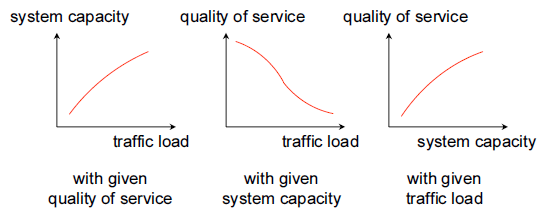 system capacity
traffic load
with given
quality of service
quality of service
traffic load
with given
system capacity
quality of service
system capacity
with given
traffic load